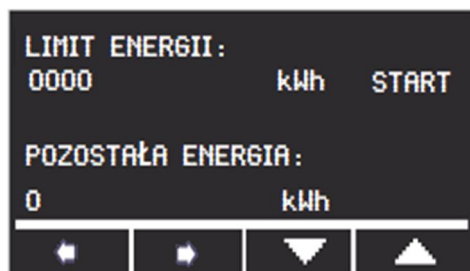 LIMIT ENERGII:
0000 kWh START
POZOSTAŁA ENERGIA:
0 kWh